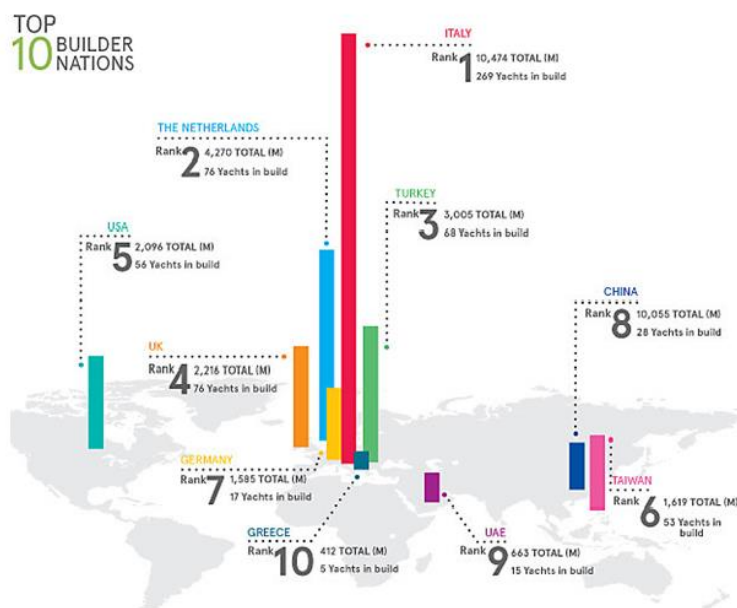 TOP
10 BUILDER
NATIONS
ITALY
Rank 1 10,474 TOTAL (M)
269 Yachts in build
THE NETHERLANDS
Rank 2 4,270 TOTAL (M)
76 Yachts in build
TURKEY
Rank 3 3,005 TOTAL (M)
68 Yachts in build
USA
Rank 5 2,096 TOTAL (M)
56 Yachts in build
CHINA
Rank 8 10,055 TOTAL (M)
28 Yachts in build
UK
Rank 4 2,216 TOTAL (M)
76 Yachts in build
GERMANY
Rank 7 1,585 TOTAL (M)
17 Yachts in build
TAIWAN
Rank 6 1,619 TOTAL (M)
53 Yachts in
build
GREECE
Rank 10 412 TOTAL (M)
5 Yachts in build
UAE
Rank 9 663 TOTAL (M)
15 Yachts in build